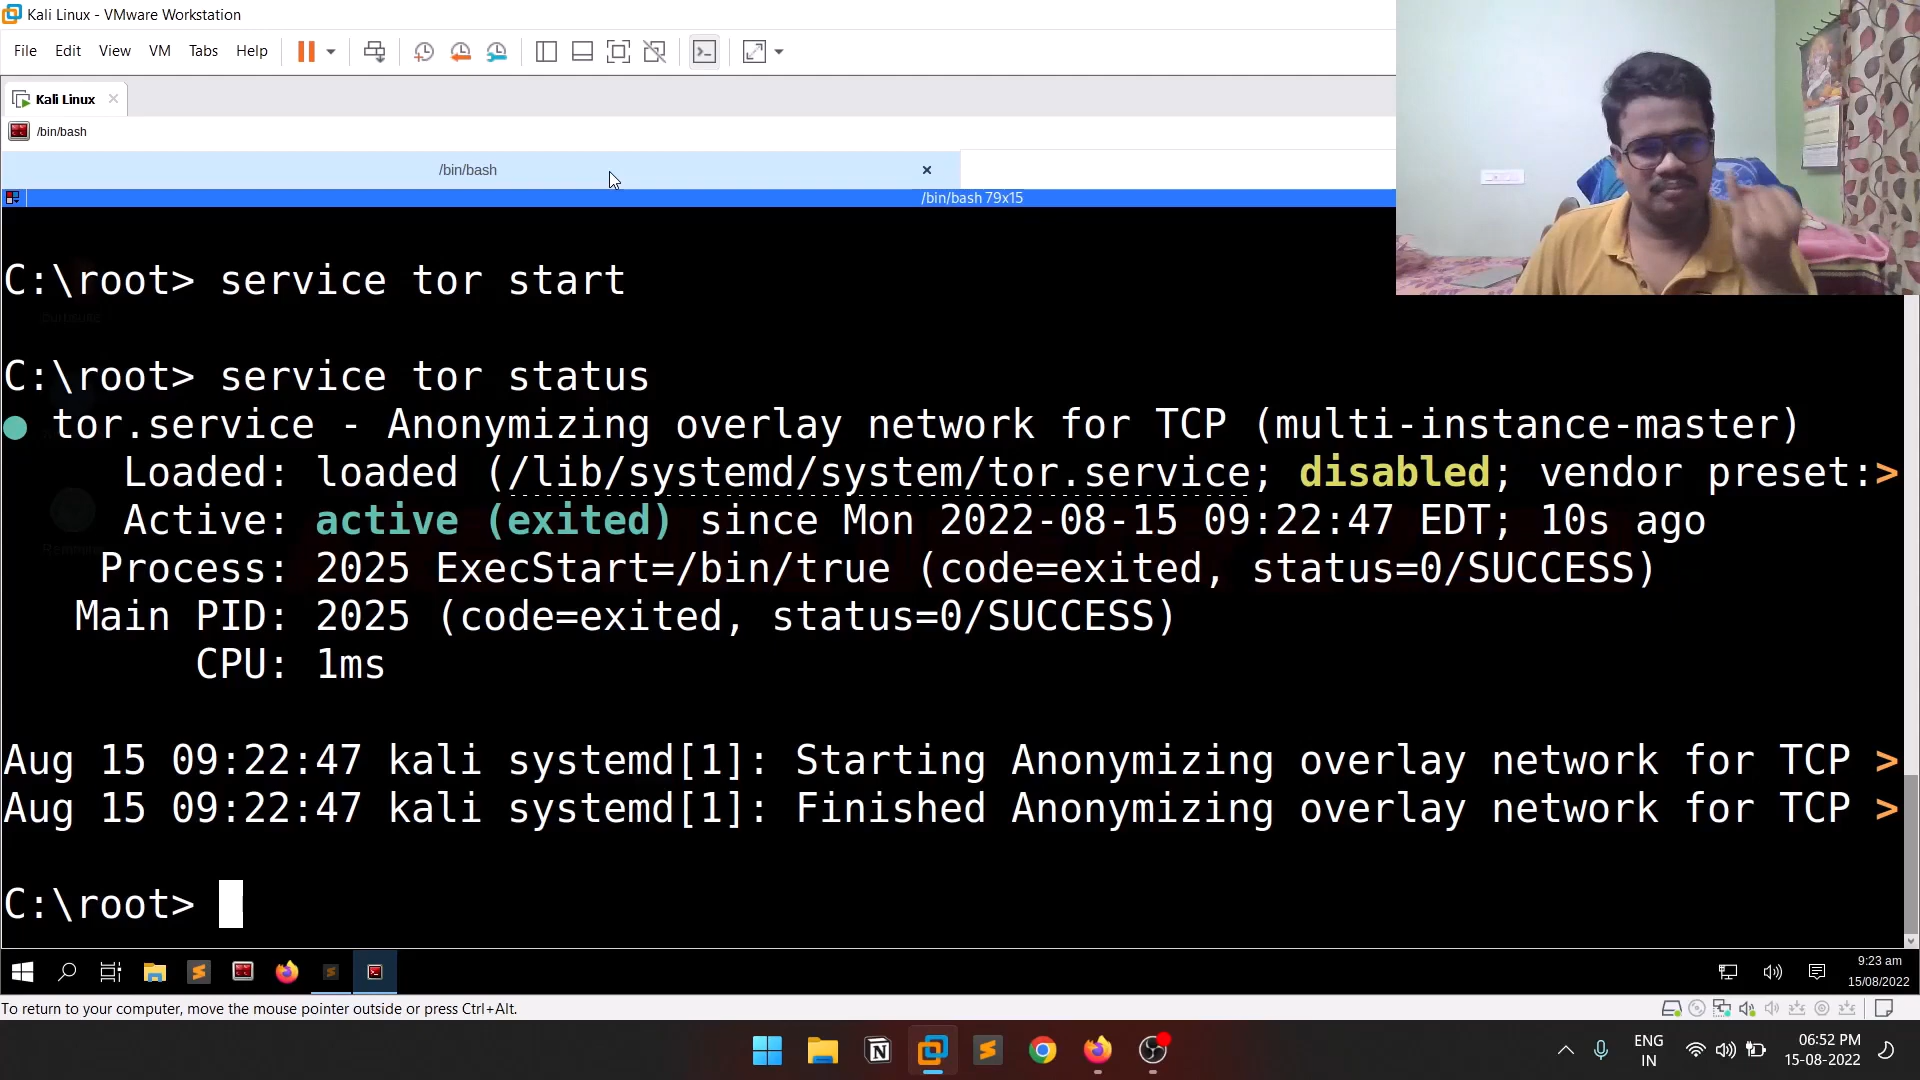 Kali Linux - VMware Workstation
File Edit View VM Tabs Help
Kali Linux
/bin/bash
/bin/bash
/bin/bash 79x15
C:\root> service tor start
C:\root> service tor status
● tor.service - Anonymizing overlay network for TCP (multi-instance-master)
Loaded: loaded (/lib/systemd/system/tor.service; disabled; vendor preset:>
Active: active (exited) since Mon 2022-08-15 09:22:47 EDT; 10s ago
Process: 2025 ExecStart=/bin/true (code=exited, status=0/SUCCESS)
Main PID: 2025 (code=exited, status=0/SUCCESS)
CPU: 1ms
Aug 15 09:22:47 kali systemd[1]: Starting Anonymizing overlay network for TCP >
Aug 15 09:22:47 kali systemd[1]: Finished Anonymizing overlay network for TCP >
C:\root>
9:23 am
15/08/2022
To return to your computer, move the mouse pointer outside or press Ctrl+Alt.
ENG
IN
06:52 PM
15-08-2022